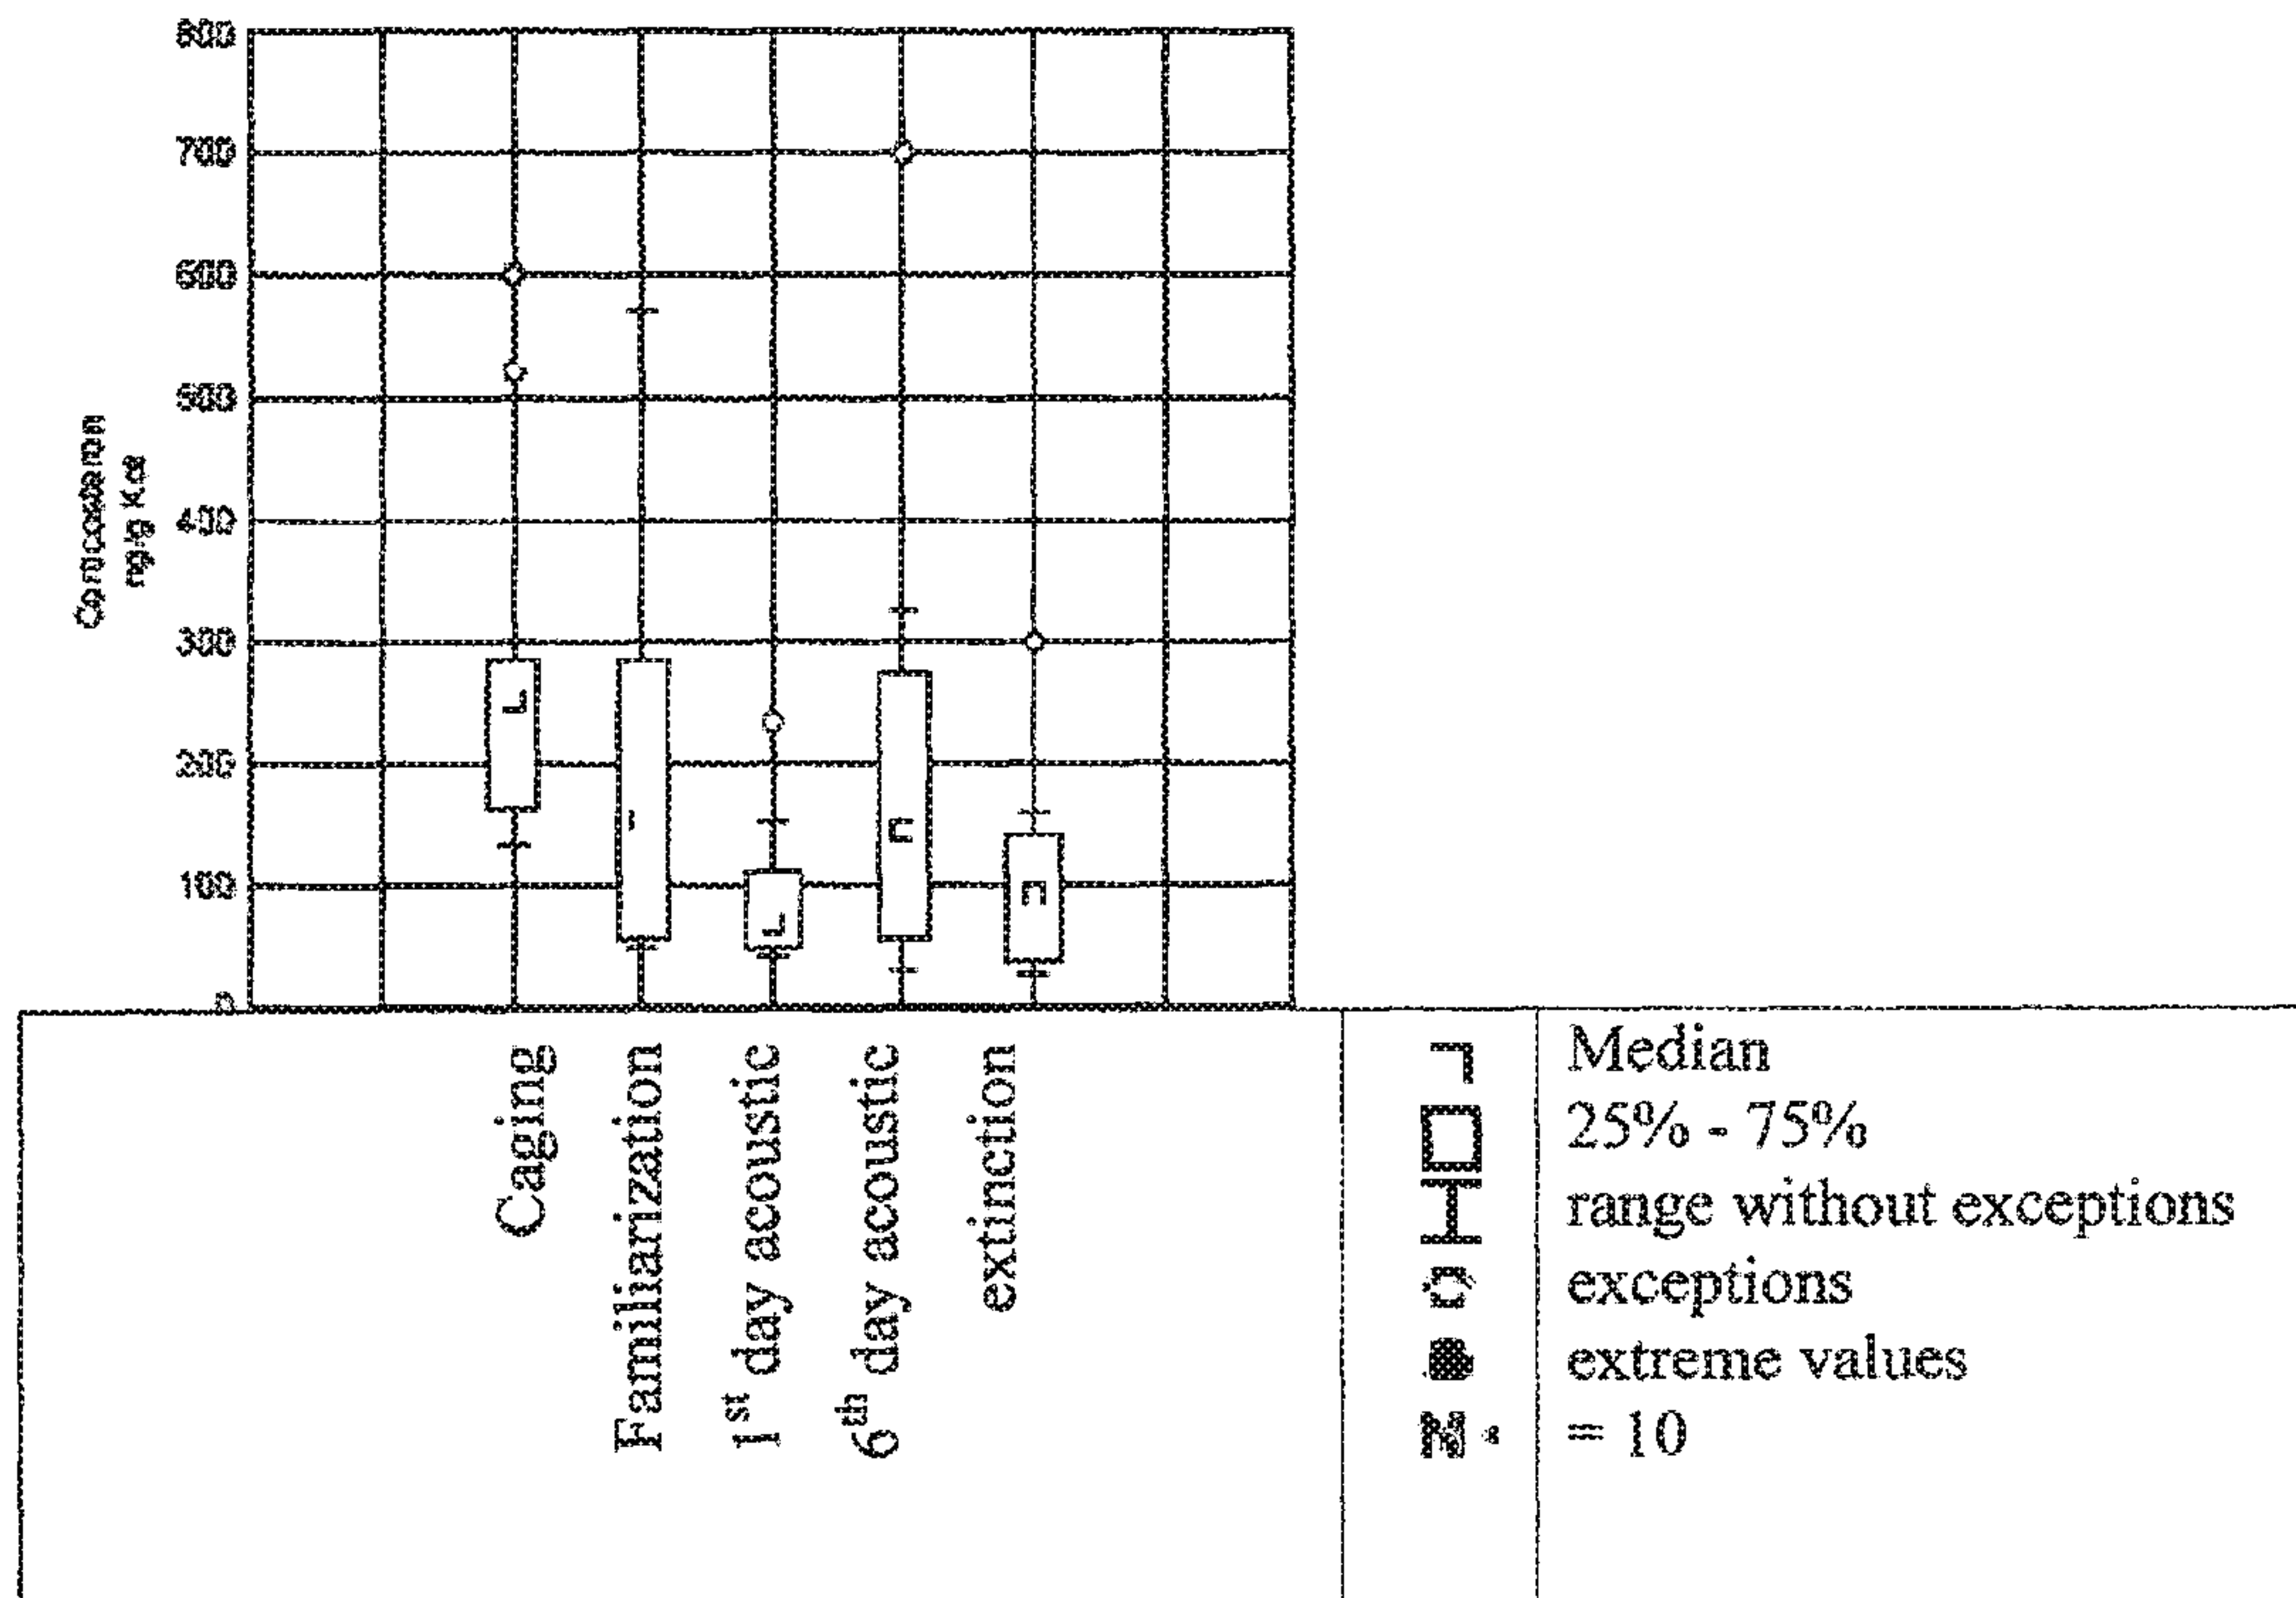 800
700
600
500
400
300
200
100
0
Caging
Familiarization
1st day acoustic
6th day acoustic
extinction
Median
25% - 75%
range without exceptions
exceptions
extreme values
= 10